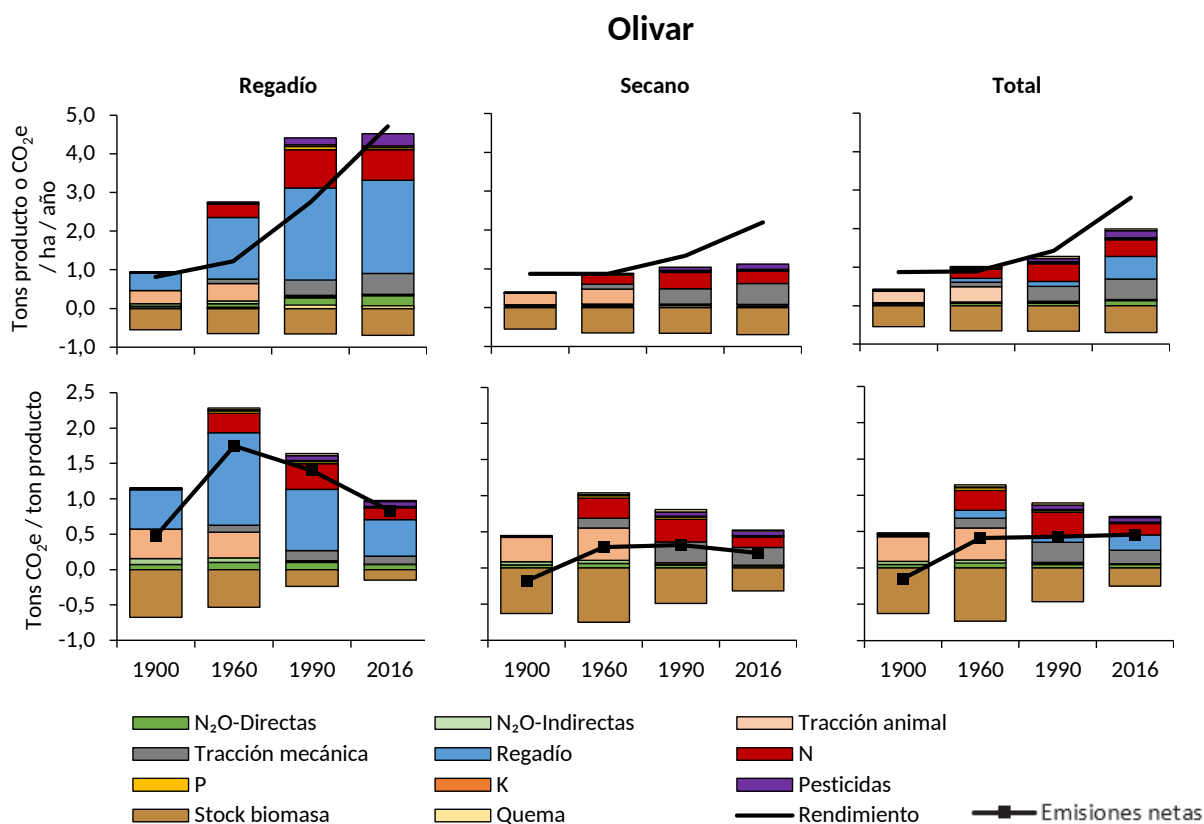 Olivar
Regadío
Secano
Total
Tons producto o CO₂e
/ ha / año
5,0
4,0
3,0
2,0
1,0
0,0
-1,0
Tons CO₂e / ton producto
2,5
2,0
1,5
1,0
0,5
0,0
-0,5
-1,0
1900 1960 1990 2016
1900 1960 1990 2016
1900 1960 1990 2016
N₂O-Directas
N₂O-Indirectas
Tracción animal
Tracción mecánica
Regadío
N
P
K
Pesticidas
Stock biomasa
Quema
Rendimiento
Emisiones netas